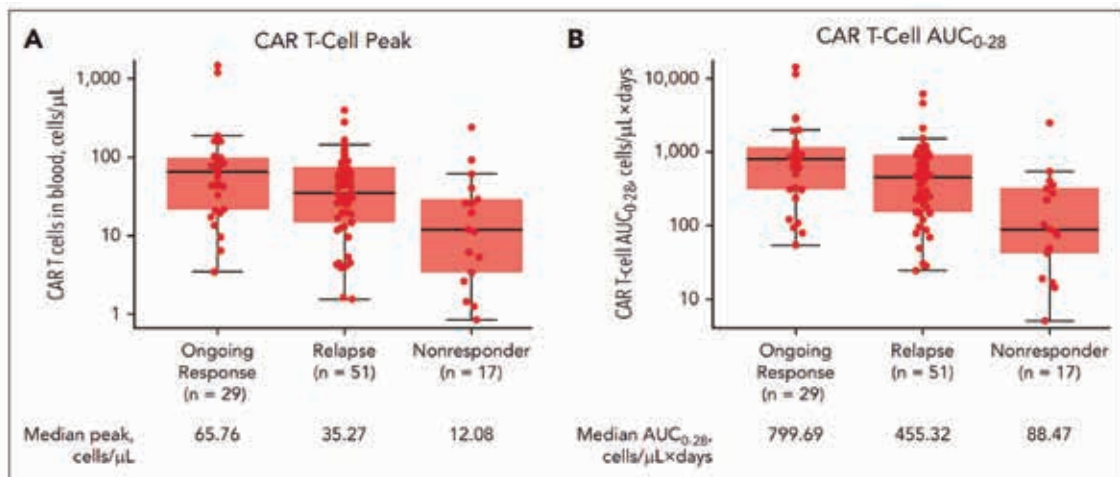 A
CAR T-Cell Peak
CAR T cells in blood, cells/μL
1,000
100
10
1
Ongoing
Response
(n = 29)
Relapse
(n = 51)
Nonresponder
(n = 17)
Median peak,
cells/μL
65.76
35.27
12.08
B
CAR T-Cell AUC₀₋₂₈
CAR T-cell AUC₀₋₂₈, cells/μL×days
10,000
1,000
100
10
Ongoing
Response
(n = 29)
Relapse
(n = 51)
Nonresponder
(n = 17)
Median AUC₀₋₂₈,
cells/μL×days
799.69
455.32
88.47